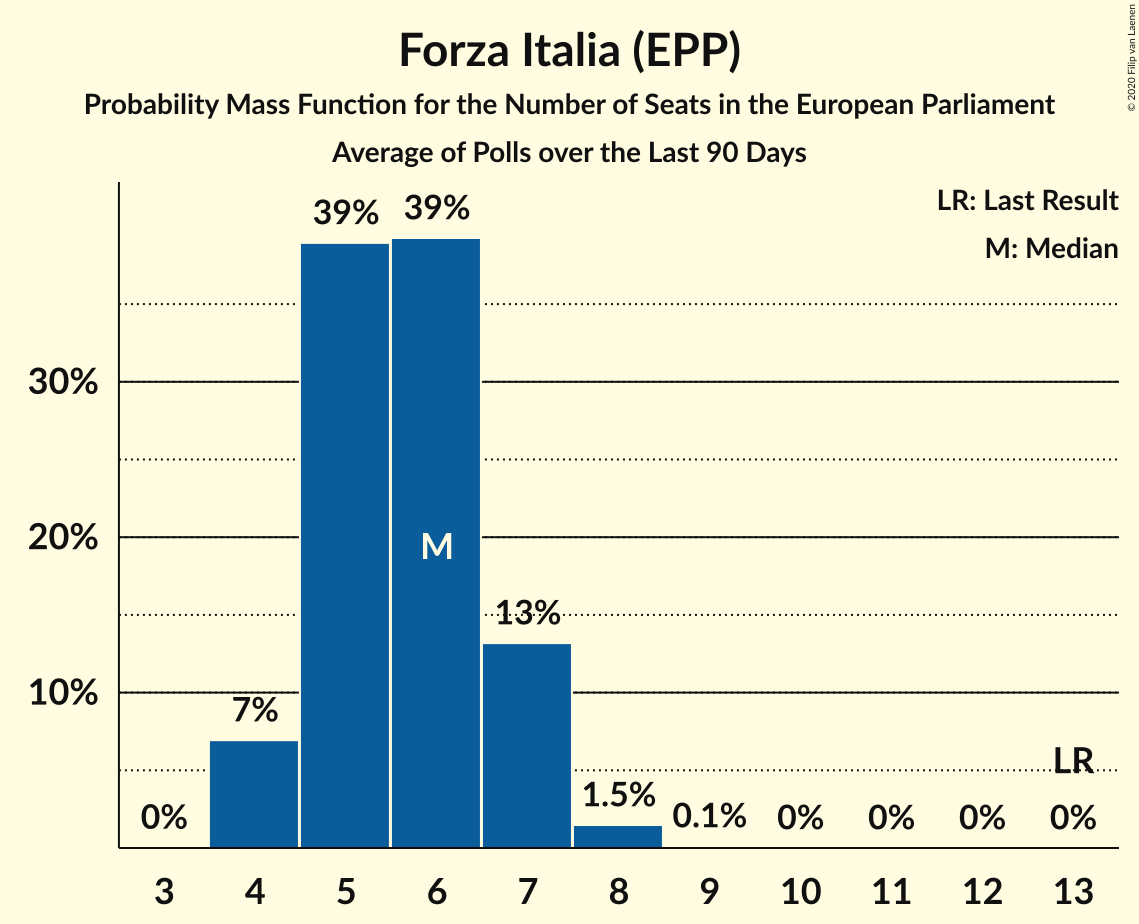 Forza Italia (EPP)
Probability Mass Function for the Number of Seats in the European Parliament
Average of Polls over the Last 90 Days
© 2020 Filip van Laenen
LR: Last Result
M: Median
39%
39%
30%
20%
M
13%
10%
7%
LR
1.5%
0%
0.1%
0%
0%
0%
0%
3 4 5 6 7 8 9 10 11 12 13